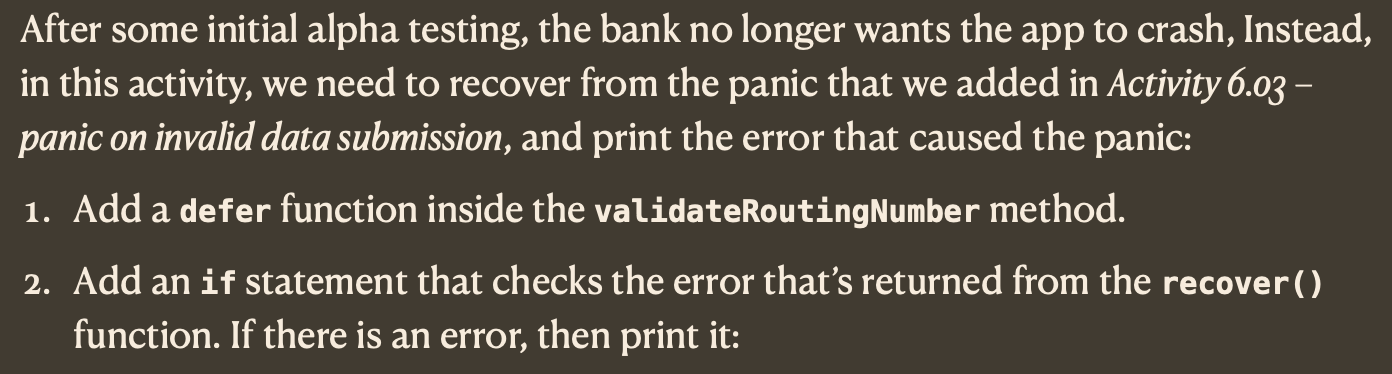 After some initial alpha testing, the bank no longer wants the app to crash, Instead,
in this activity, we need to recover from the panic that we added in Activity 6.03 –
panic on invalid data submission, and print the error that caused the panic:
1. Add a defer function inside the validateRoutingNumber method.
2. Add an if statement that checks the error that’s returned from the recover()
function. If there is an error, then print it: